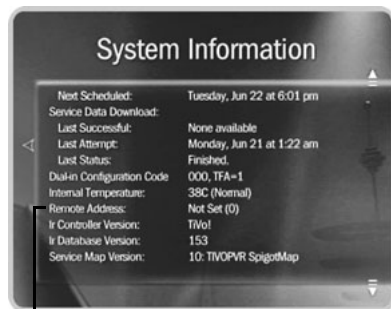 System Information
Next Scheduled: Tuesday, Jun 22 at 6:01 pm
Service Data Download:
Last Successful: None available
Last Attempt: Monday, Jun 21 at 1:22 am
Last Status: Finished.
Dial-in Configuration Code 000, TFA=1
Internal Temperature: 38C (Normal)
Remote Address: Not Set (0)
Ir Controller Version: TiVo!
Ir Database Version: 153
Service Map Version: 10: TIVOPVR SpigotMap